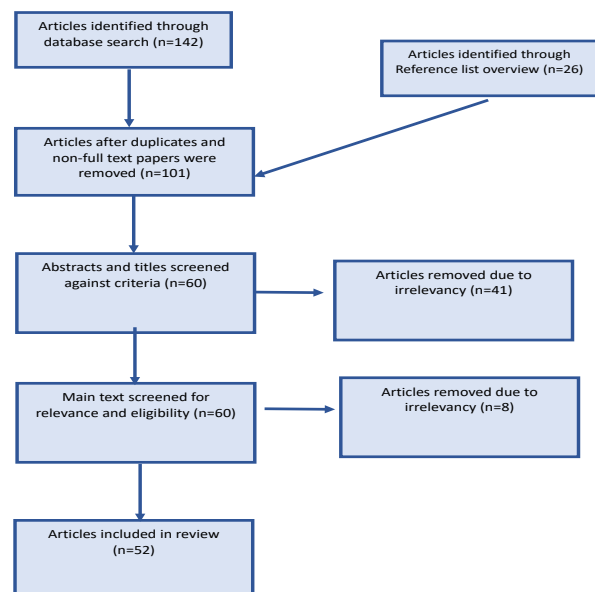 Articles identified through
database search (n=142)
Articles identified through
Reference list overview (n=26)
Articles after duplicates and
non-full text papers were
removed (n=101)
Abstracts and titles screened
against criteria (n=60)
Articles removed due to
irrelevancy (n=41)
Main text screened for
relevance and eligibility (n=60)
Articles removed due to
irrelevancy (n=8)
Articles included in review
(n=52)